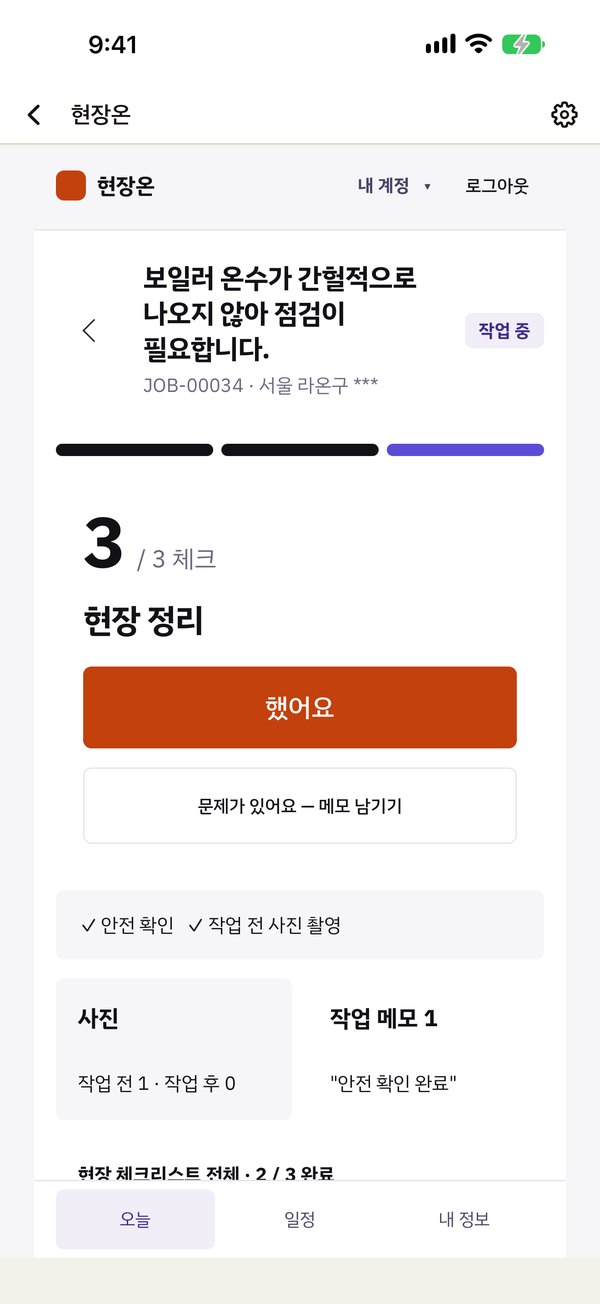 9:41
현장온
현장온
내 계정 ▾
로그아웃
보일러 온수가 간헐적으로
나오지 않아 점검이
필요합니다.
작업 중
JOB-00034 · 서울 라온구 ***
3 / 3 체크
현장 정리
했어요
문제가 있어요 — 메모 남기기
✓ 안전 확인 ✓ 작업 전 사진 촬영
사진
작업 전 1 · 작업 후 0
작업 메모 1
"안전 확인 완료"
현장 체크리스트 전체 · 2 / 3 완료
오늘
일정
내 정보